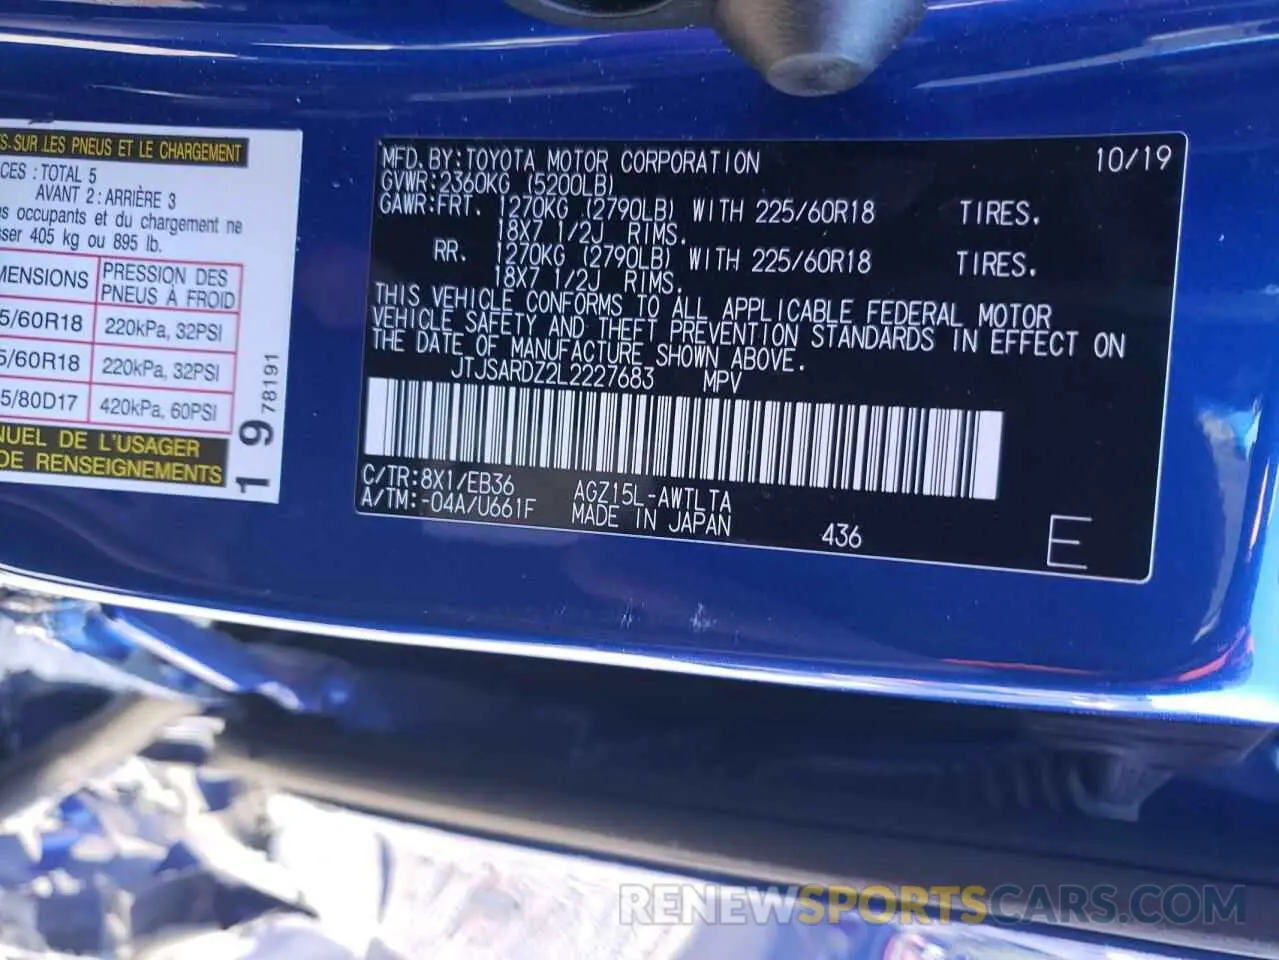 S SUR LES PNEUS ET LE CHARGEMENT
CES : TOTAL 5
AVANT 2 : ARRIÈRE 3
occupants et du chargement ne
sser 405 kg ou 895 lb.
MENSIONS PRESSION DES
PNEUS À FROID
5/60R18 220kPa, 32PSI
5/60R18 220kPa, 32PSI
5/80D17 420kPa, 60PSI
NUEL DE L'USAGER
DE RENSEIGNEMENTS
19 78191
MFD. BY: TOYOTA MOTOR CORPORATION 10/19
GVWR: 2360KG (5200LB)
GAWR: FRT. 1270KG (2790LB) WITH 225/60R18 TIRES.
18X7 1/2J RIMS.
RR. 1270KG (2790LB) WITH 225/60R18 TIRES.
18X7 1/2J RIMS.
THIS VEHICLE CONFORMS TO ALL APPLICABLE FEDERAL MOTOR
VEHICLE SAFETY AND THEFT PREVENTION STANDARDS IN EFFECT ON
THE DATE OF MANUFACTURE SHOWN ABOVE.
JTJSARDZ2L2227683 MPV
C/TR: 8X1/EB36 AGZ15L-AWTLTA
A/TM: -04A/U661F MADE IN JAPAN 436 E
RENEWSPORTSCARS.COM